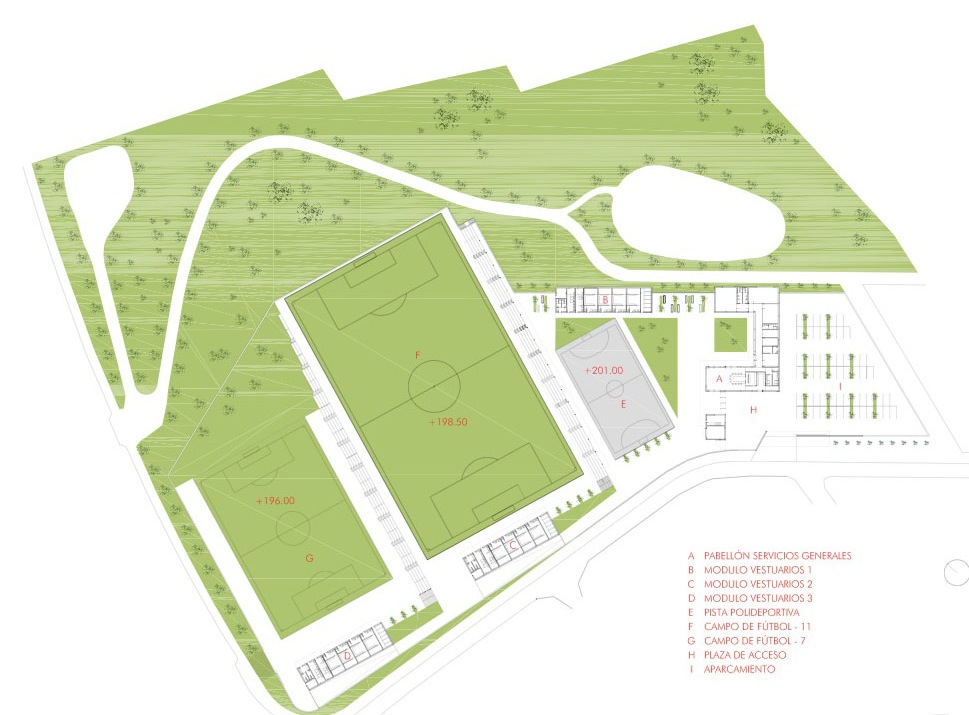 B
F
+201.00
A
I
E
H
+198.50
+196.00
G
C
D
A PABELLÓN SERVICIOS GENERALES
B MODULO VESTUARIOS 1
C MODULO VESTUARIOS 2
D MODULO VESTUARIOS 3
E PISTA POLIDEPORTIVA
F CAMPO DE FÚTBOL - 11
G CAMPO DE FÚTBOL - 7
H PLAZA DE ACCESO
I APARCAMIENTO